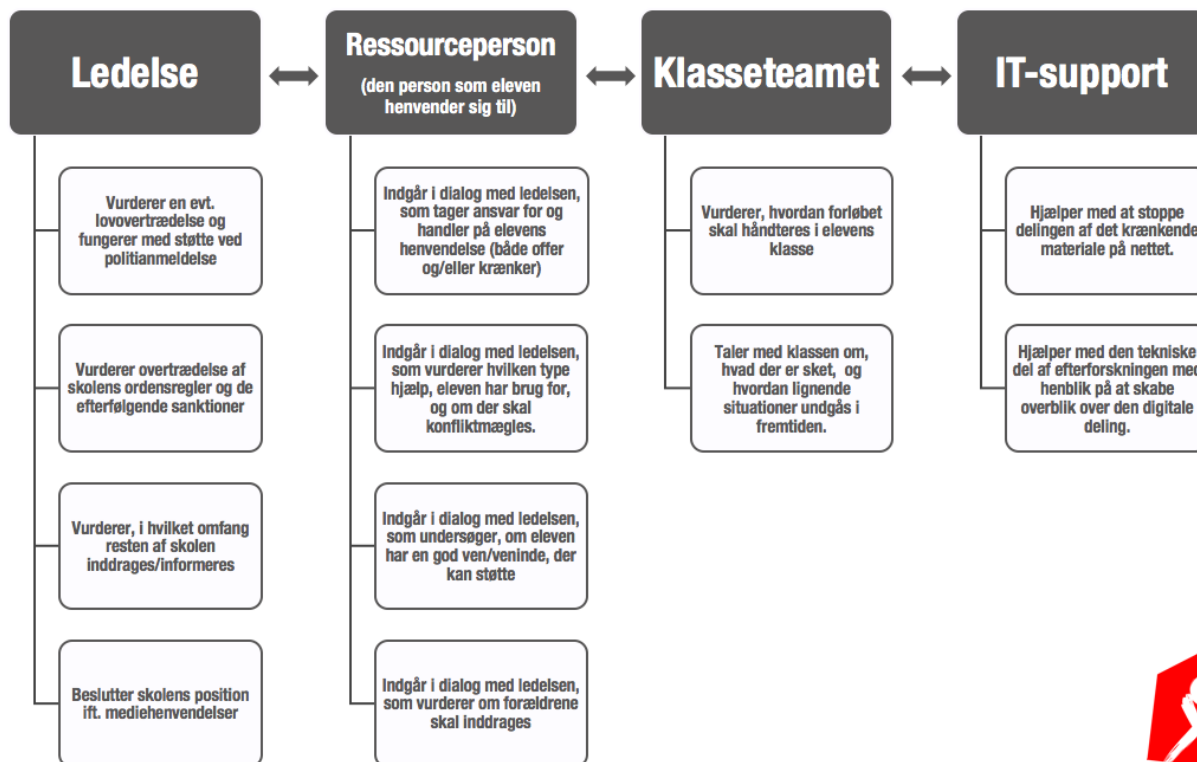 Ledelse
Vurderer en evt.
lovovertrædelse og
fungerer med støtte ved
politianmeldelse
Vurderer overtrædelse af
skolens ordensregler og de
efterfølgende sanktioner
Vurderer, i hvilket omfang
resten af skolen
inddrages/informeres
Beslutter skolens position
ift. mediehenvendelser
Ressourceperson
(den person som eleven
henvender sig til)
Indgår i dialog med ledelsen,
som tager ansvar for og
handler på elevens
henvendelse (både offer
og/eller krænker)
Indgår i dialog med ledelsen,
som vurderer hvilken type
hjælp, eleven har brug for,
og om der skal
konfliktmægles.
Indgår i dialog med ledelsen,
som undersøger, om eleven
har en god ven/veninde, der
kan støtte
Indgår i dialog med ledelsen,
som vurderer om forældrene
skal inddrages
Klasseteamet
Vurderer, hvordan forløbet
skal håndteres i elevens
klasse
Taler med klassen om,
hvad der er sket, og
hvordan lignende
situationer undgås i
fremtiden.
IT-support
Hjælper med at stoppe
delingen af det krænkende
materiale på nettet.
Hjælper med den tekniske
del af efterforskningen med
henblik på at skabe
overblik over den digitale
deling.